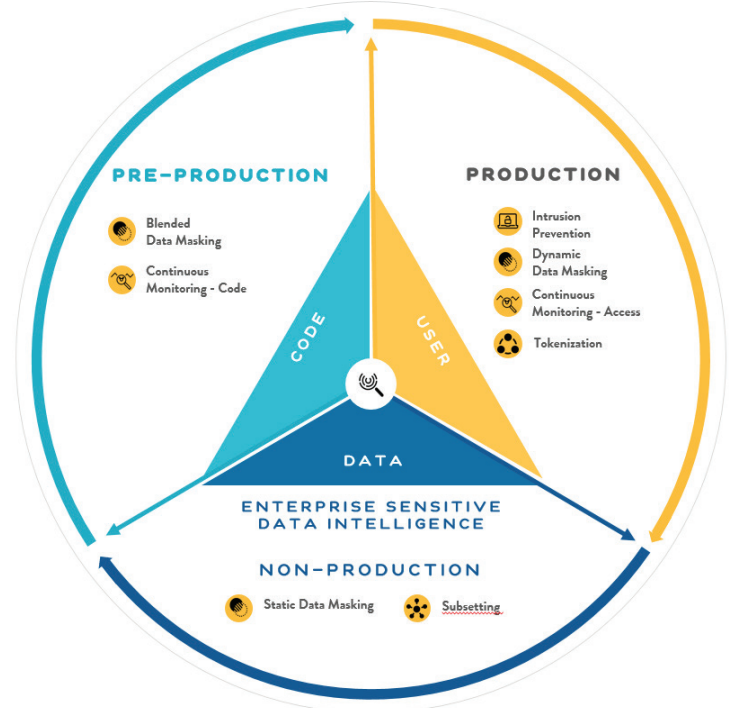 PRE-PRODUCTION
Blended
Data Masking
Continuous
Monitoring - Code
PRODUCTION
Intrusion
Prevention
Dynamic
Data Masking
Continuous
Monitoring - Access
Tokenization
CODE
USER
DATA
ENTERPRISE SENSITIVE
DATA INTELLIGENCE
NON-PRODUCTION
Static Data Masking
Subsetting